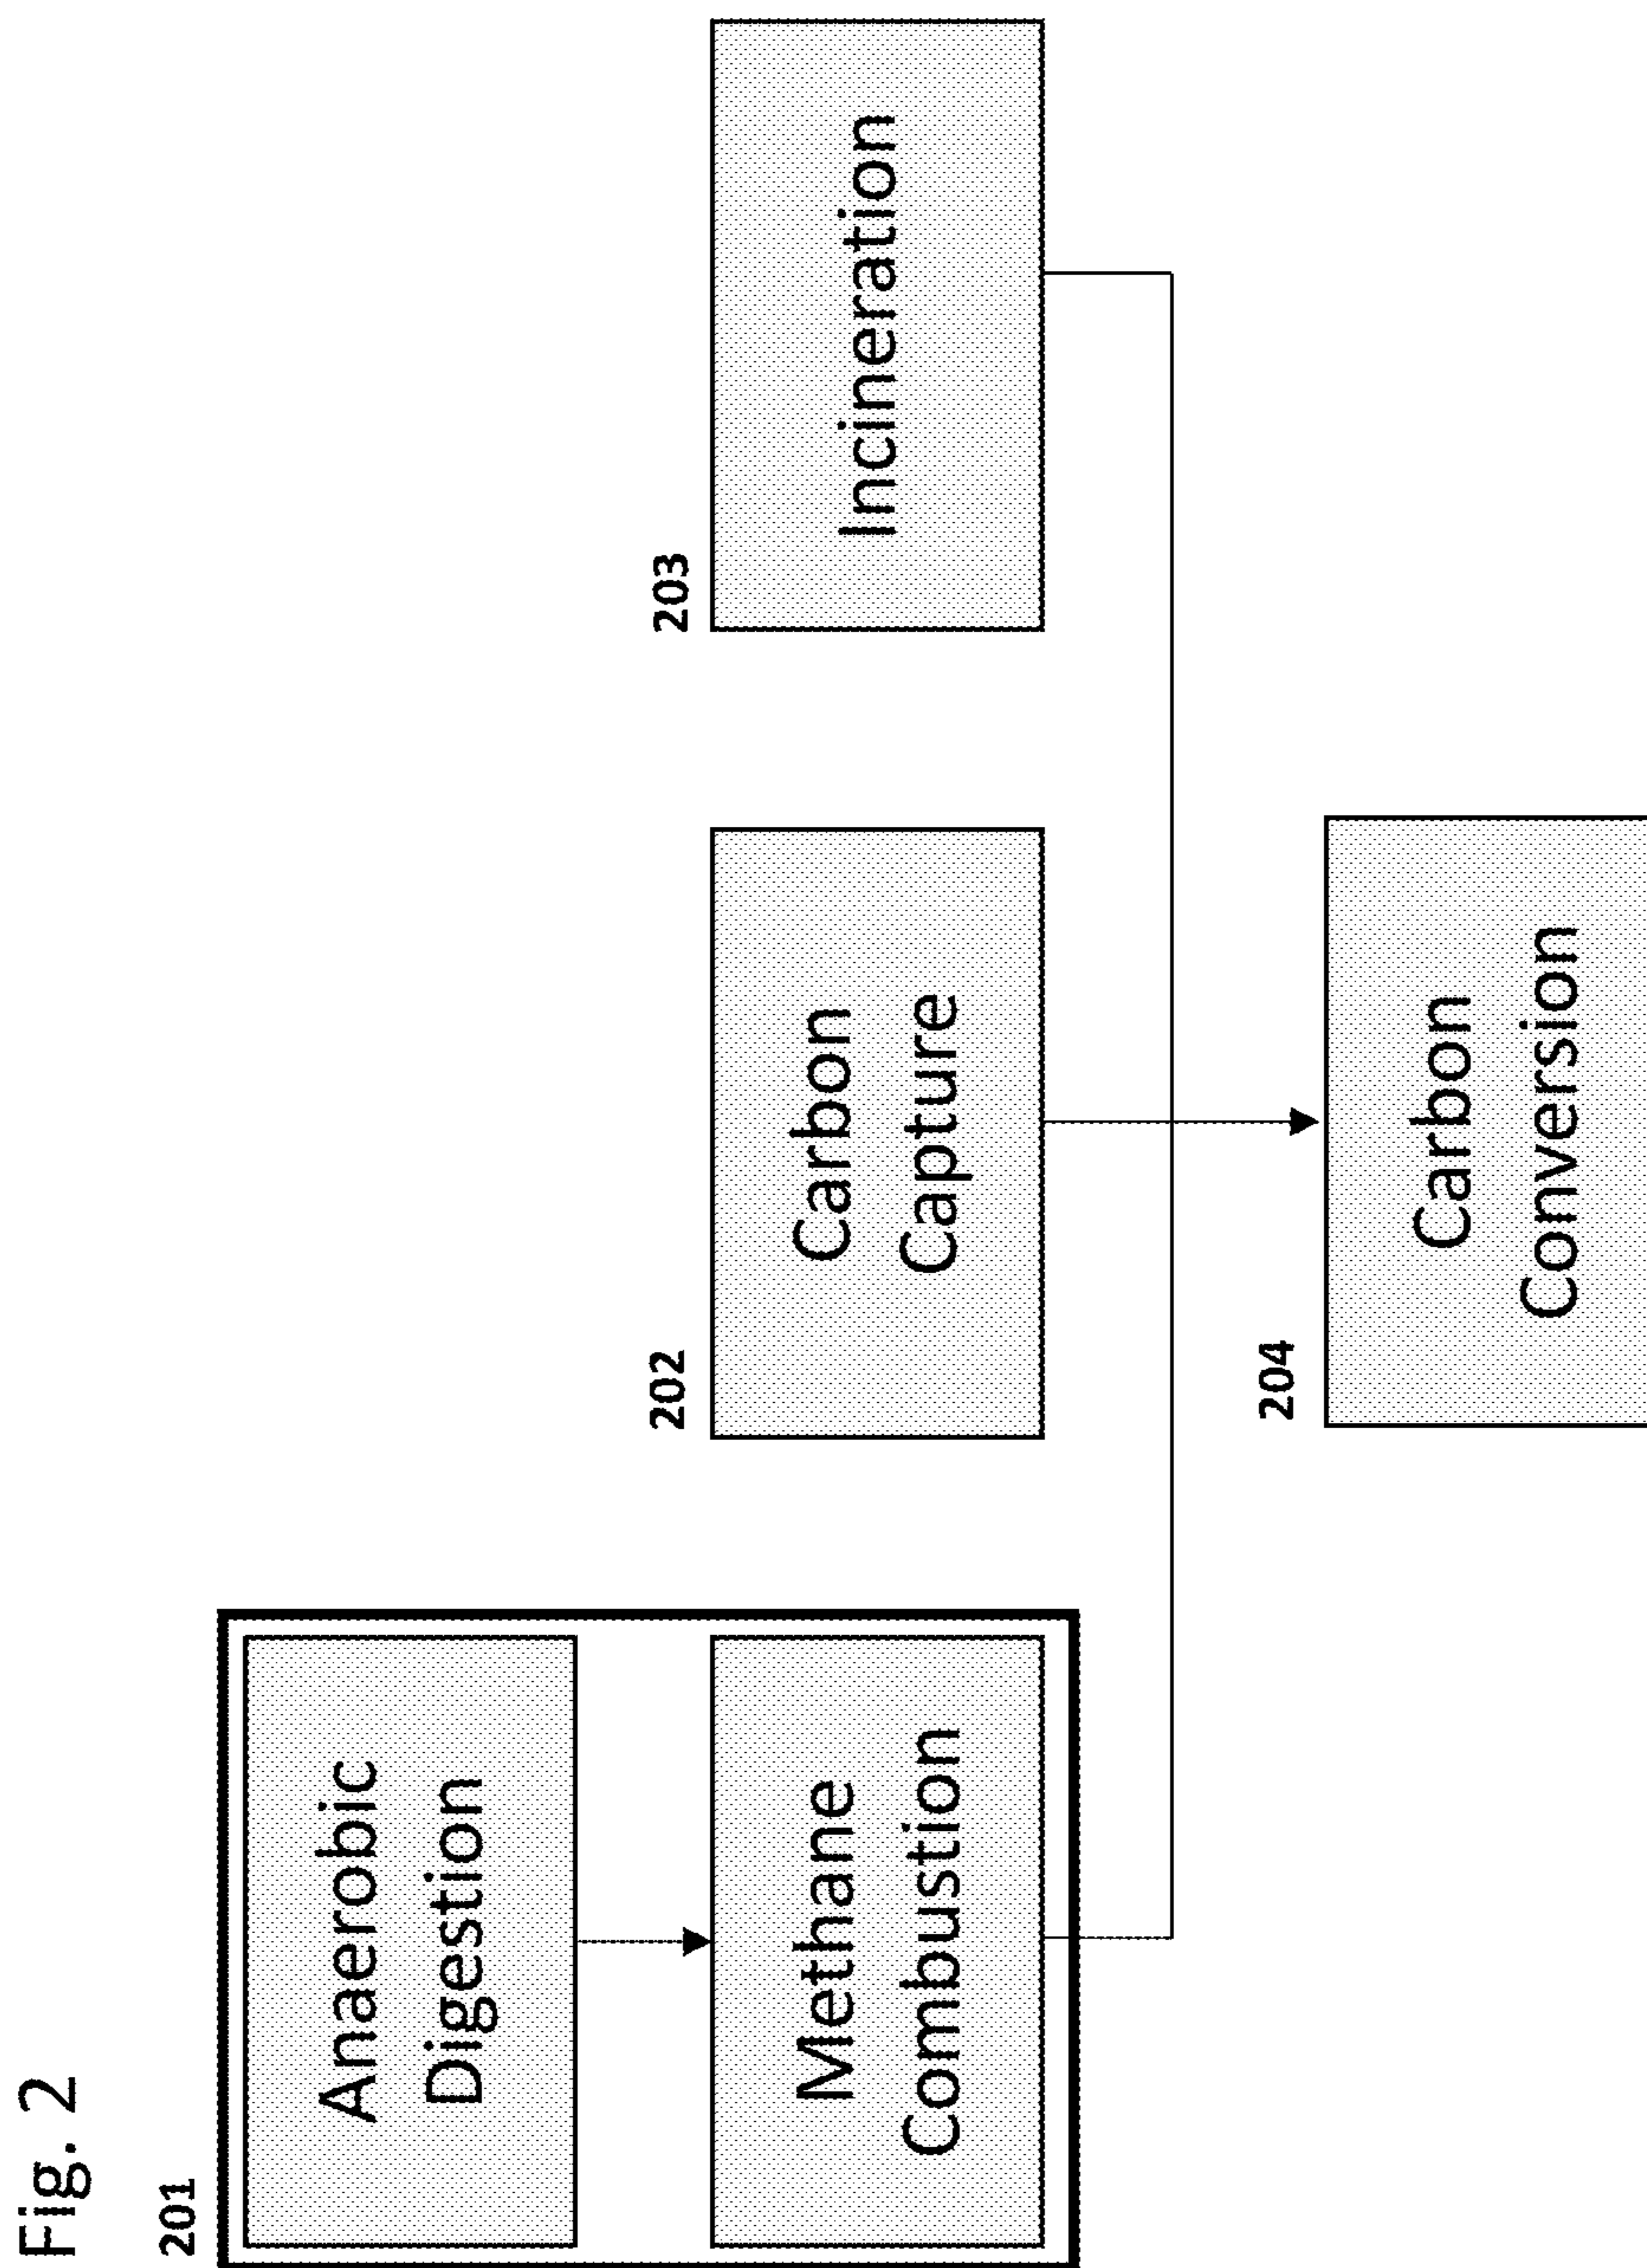 Fig. 2
201
Anaerobic
Digestion
Methane
Combustion
202
Carbon
Capture
203
Incineration
204
Carbon
Conversion